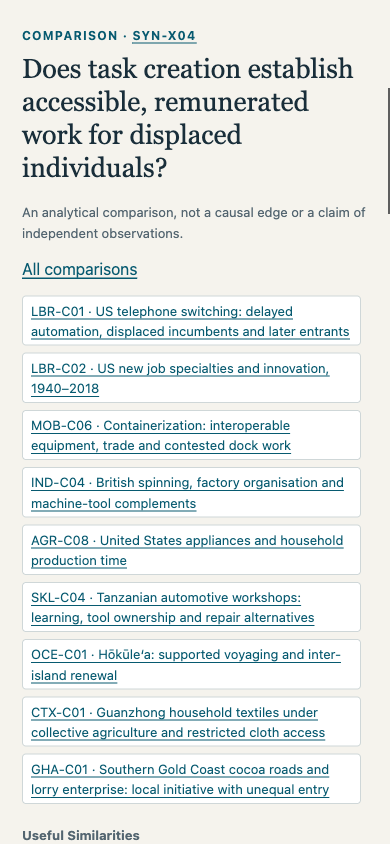 COMPARISON · SYN-X04
Does task creation establish
accessible, remunerated
work for displaced
individuals?
An analytical comparison, not a causal edge or a claim of
independent observations.
All comparisons
LBR-C01 · US telephone switching: delayed
automation, displaced incumbents and later entrants
LBR-C02 · US new job specialties and innovation,
1940–2018
MOB-C06 · Containerization: interoperable
equipment, trade and contested dock work
IND-C04 · British spinning, factory organisation and
machine-tool complements
AGR-C08 · United States appliances and household
production time
SKL-C04 · Tanzanian automotive workshops:
learning, tool ownership and repair alternatives
OCE-C01 · Hōkūleʻa: supported voyaging and inter-
island renewal
CTX-C01 · Guanzhong household textiles under
collective agriculture and restricted cloth access
GHA-C01 · Southern Gold Coast cocoa roads and
lorry enterprise: local initiative with unequal entry
Useful Similarities